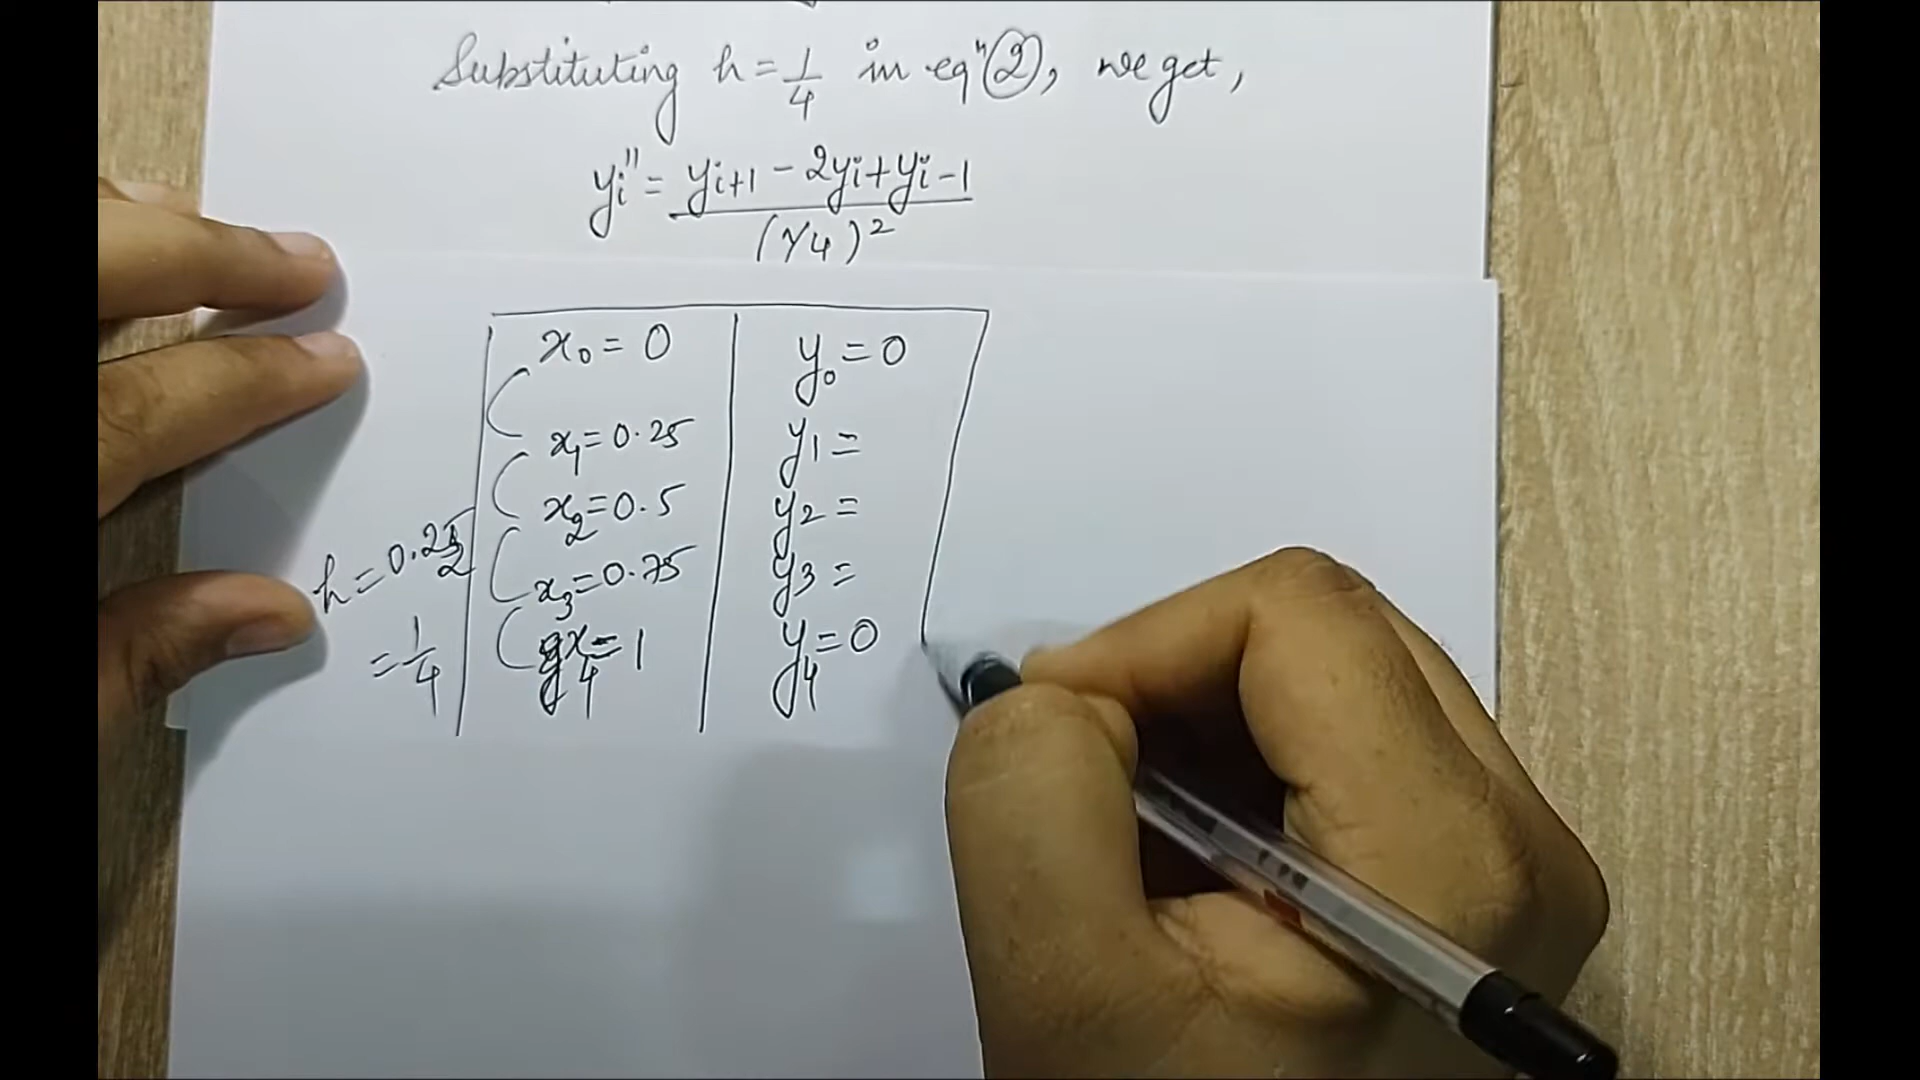 Substituting h = 1/4 in eqⁿ (2), we get,
yi'' = yi+1 - 2yi + yi-1 / (1/4)²
x₀ = 0 y₀ = 0
x₁ = 0.25 y₁ =
x₂ = 0.5 y₂ =
h = 0.25 x₃ = 0.75 y₃ =
= 1/4 x₄ = 1 y₄ = 0